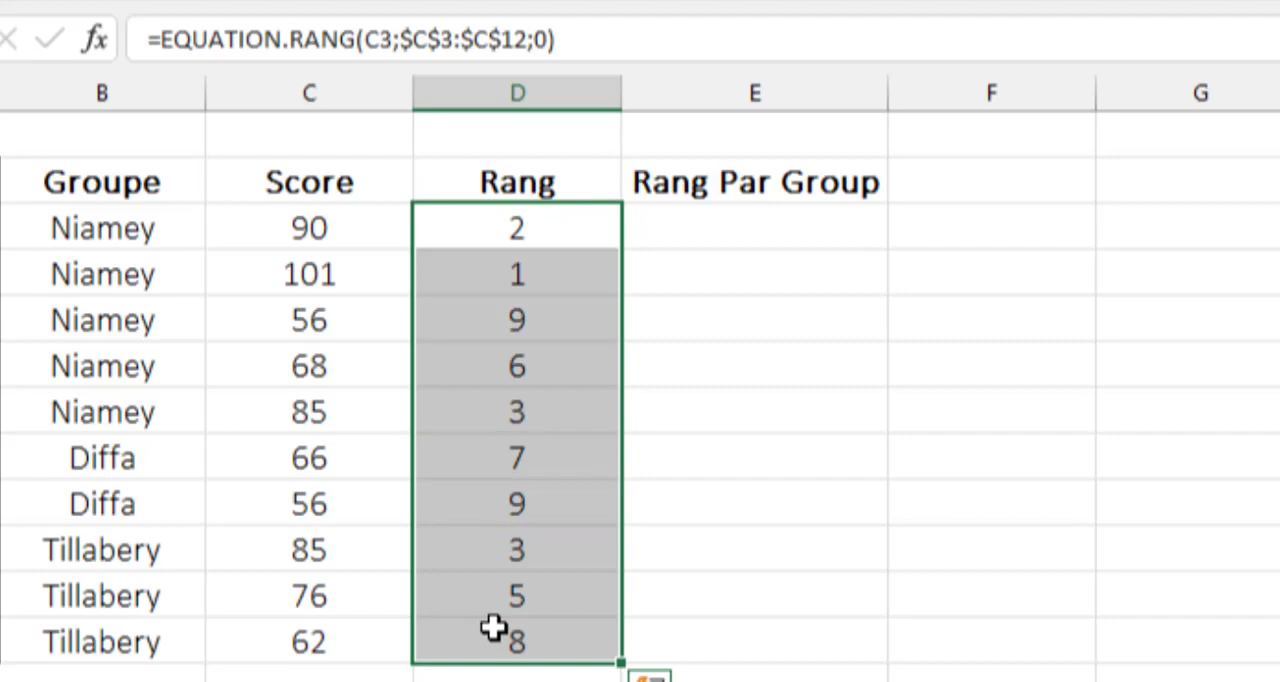 fx =EQUATION.RANG(C3;$C$3:$C$12;0)
B C D E F G
Groupe Score Rang Rang Par Group
Niamey 90 2
Niamey 101 1
Niamey 56 9
Niamey 68 6
Niamey 85 3
Diffa 66 7
Diffa 56 9
Tillabery 85 3
Tillabery 76 5
Tillabery 62 8